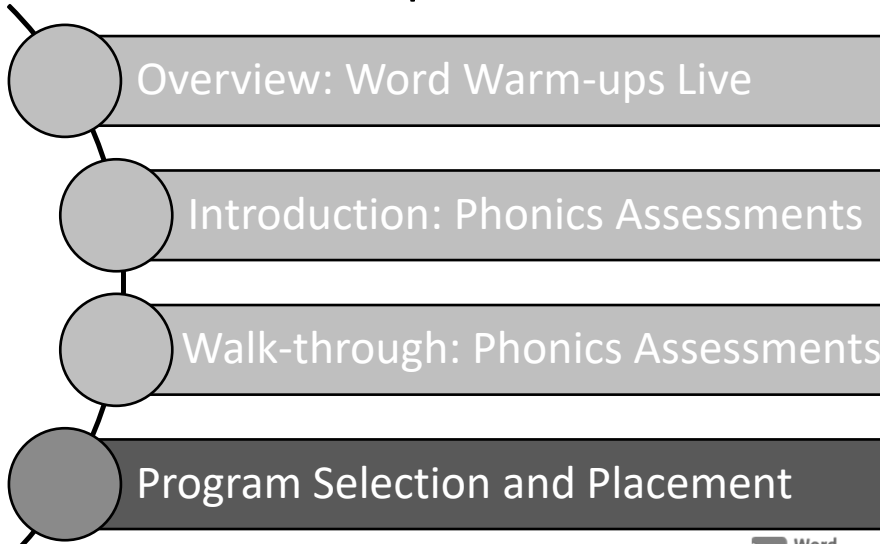 Overview: Word Warm-ups Live
Introduction: Phonics Assessments
Walk-through: Phonics Assessments
Program Selection and Placement
Word